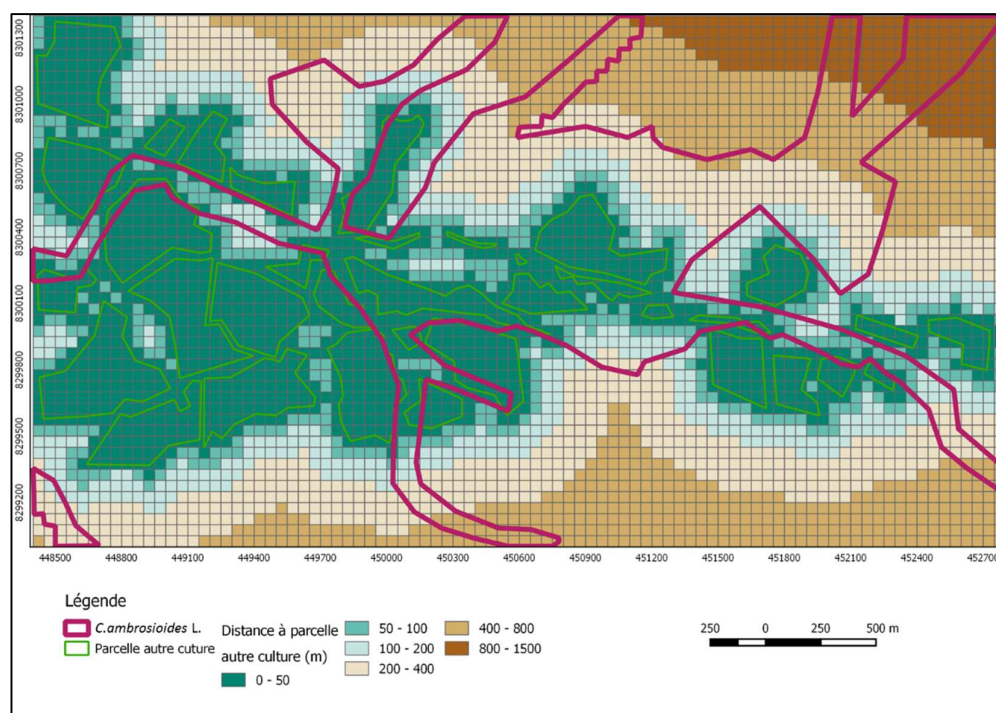 8301300
8301000
8300700
8300400
8300100
8299800
8299500
8299200
448500 448800 449100 449400 449700 450000 450300 450600 450900 451200 451500 451800 452100 452400 452700
Légende
C.ambrosioides L.
Parcelle autre cuture
Distance à parcelle
autre culture (m)
0 - 50
50 - 100
100 - 200
200 - 400
400 - 800
800 - 1500
250 0 250 500 m